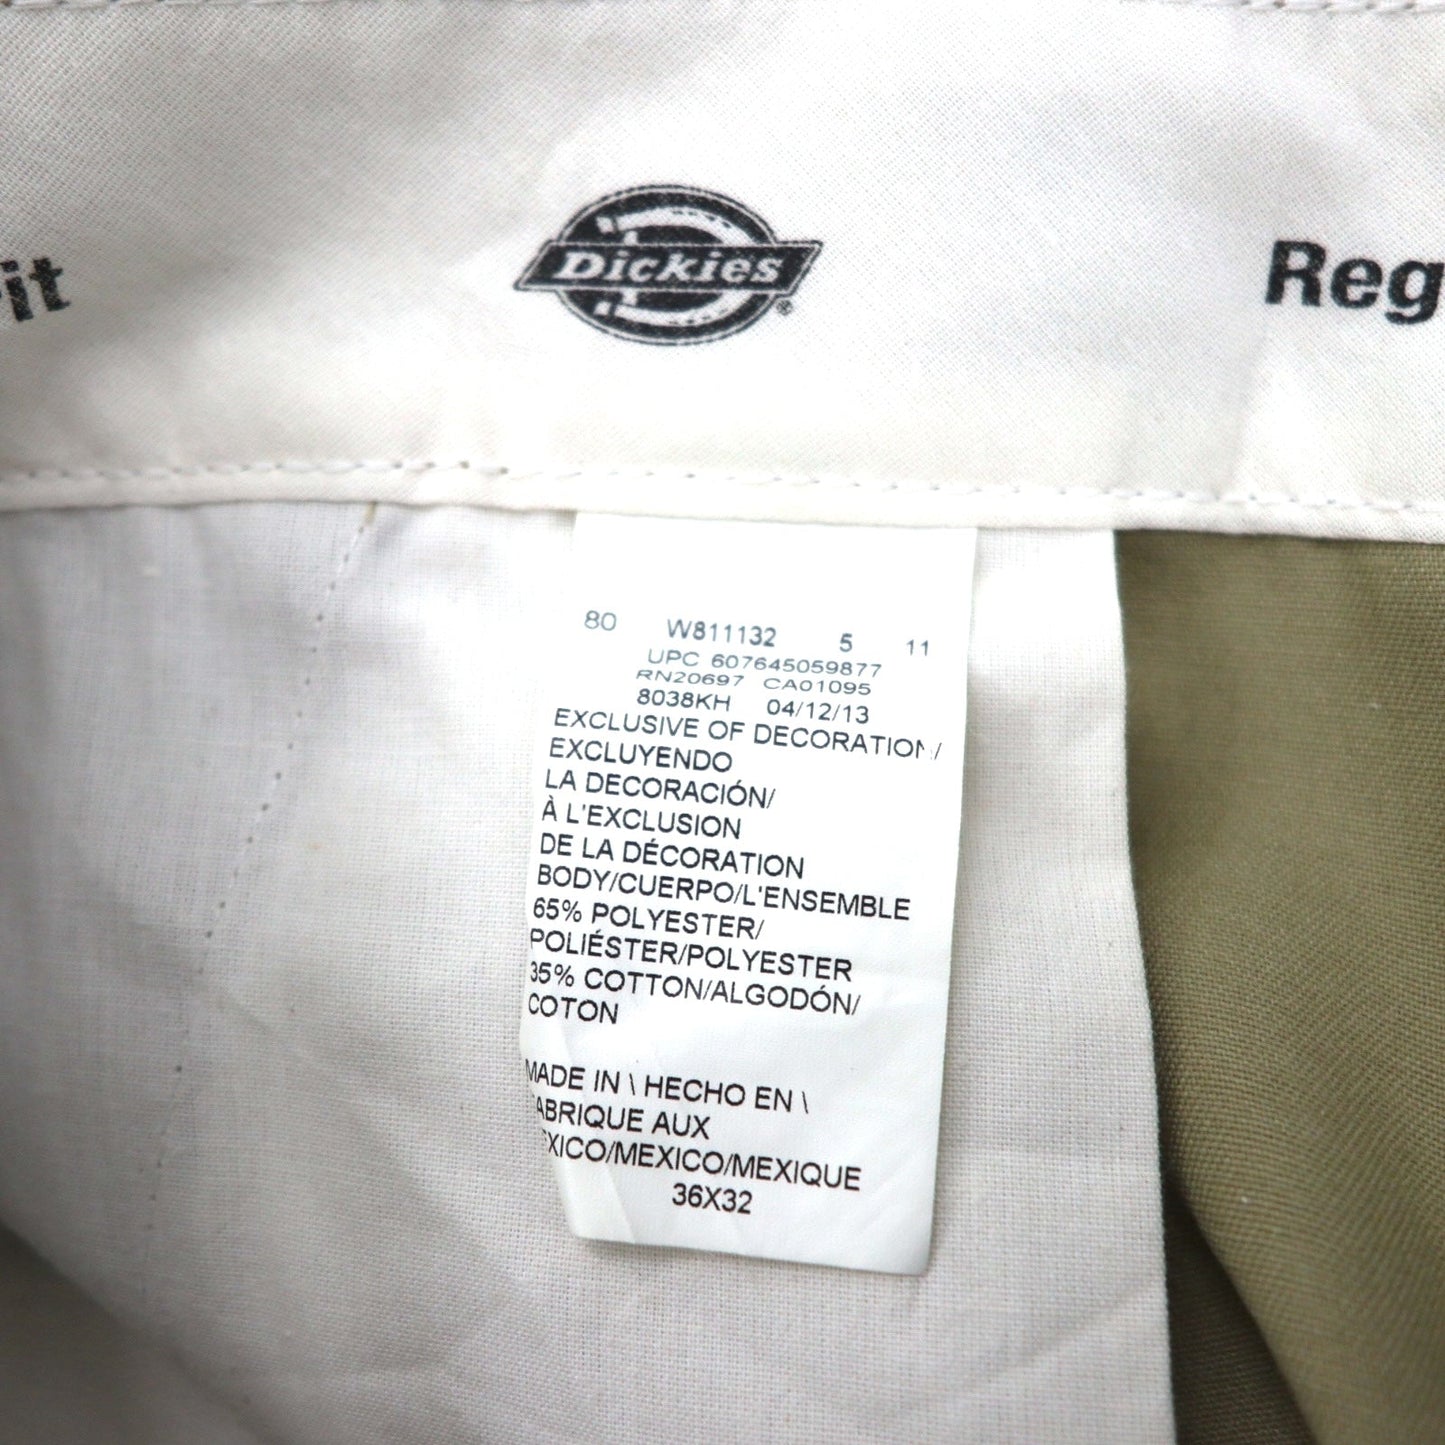 Dickies®
80 W811132 5 11
UPC 607645059877
RN20697 CA01095
8038KH 04/12/13
EXCLUSIVE OF DECORATION/
EXCLUYENDO
LA DECORACIÓN/
À L'EXCLUSION
DE LA DÉCORATION
BODY/CUERPO/L'ENSEMBLE
65% POLYESTER/
POLIÉSTER/POLYESTER
35% COTTON/ALGODÓN/
COTON
MADE IN \ HECHO EN \
FABRIQUE AUX
MEXICO/MEXICO/MEXIQUE
36X32